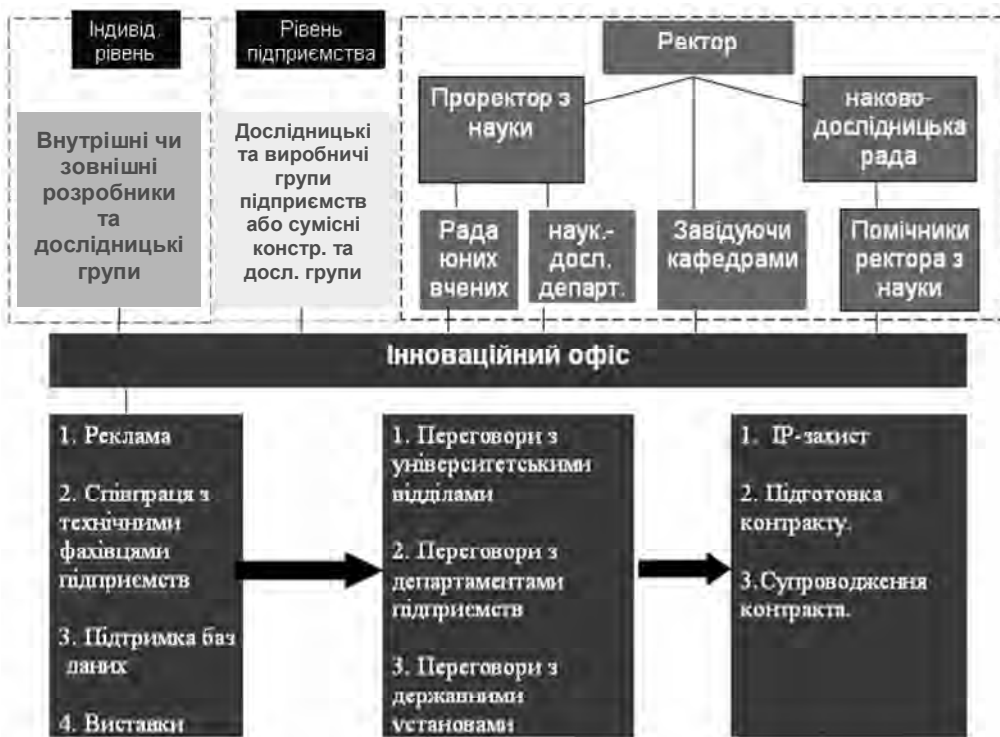 Індивід.
рівень
Рівень
підприємства
Ректор
Проректор з
науки
наково-
дослідницька
рада
Внутрішні чи
зовнішні
розробники
та
дослідницькі
групи
Дослідницькі
та виробничі
групи
підприємств
або сумісні
констр. та
досл. групи
Рада
юних
вчених
наук.-
досл.
департ.
Завідуючи
кафедрами
Помічники
ректора з
науки
Інноваційний офіс
1. Реклама
2. Співпраця з
технічними
фахівцями
підприємств
3. Підтримка баз
даних
4. Виставки
1. Переговори з
університетськими
відділами
2. Переговори з
департаментами
підприємств
3. Переговори з
державними
установами
1. ІР-захист
2. Підготовка
контракту.
3.Супроводження
контракта.